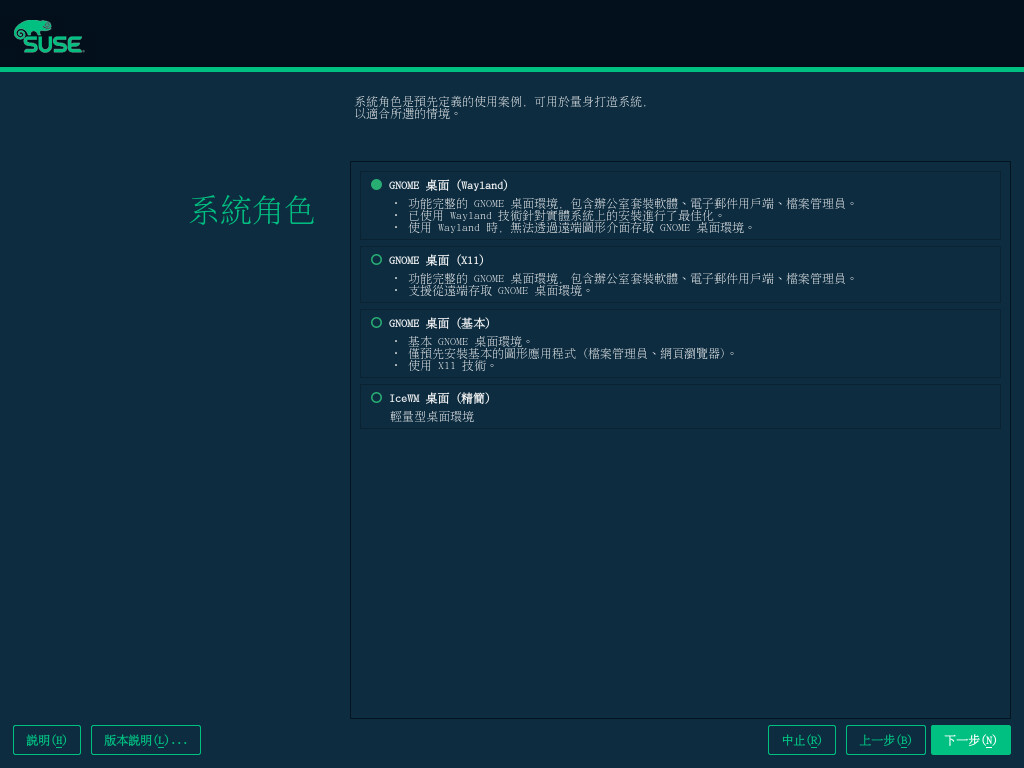 SUSE
系統角色是預先定義的使用案例，可用於量身打造系統，
以適合所選的情境。
系統角色
GNOME 桌面 (Wayland)
• 功能完整的 GNOME 桌面環境，包含辦公室套裝軟體、電子郵件用戶端、檔案管理員。
• 已使用 Wayland 技術針對實體系統上的安裝進行了最佳化。
• 使用 Wayland 時，無法透過遠端圖形介面存取 GNOME 桌面環境。
GNOME 桌面 (X11)
• 功能完整的 GNOME 桌面環境，包含辦公室套裝軟體、電子郵件用戶端、檔案管理員。
• 支援從遠端存取 GNOME 桌面環境。
GNOME 桌面 (基本)
• 基本 GNOME 桌面環境。
• 僅預先安裝基本的圖形應用程式 (檔案管理員、網頁瀏覽器)。
• 使用 X11 技術。
IceWM 桌面 (精簡)
輕量型桌面環境
說明(H)
版本說明(L)...
中止(R)
上一步(B)
下一步(N)